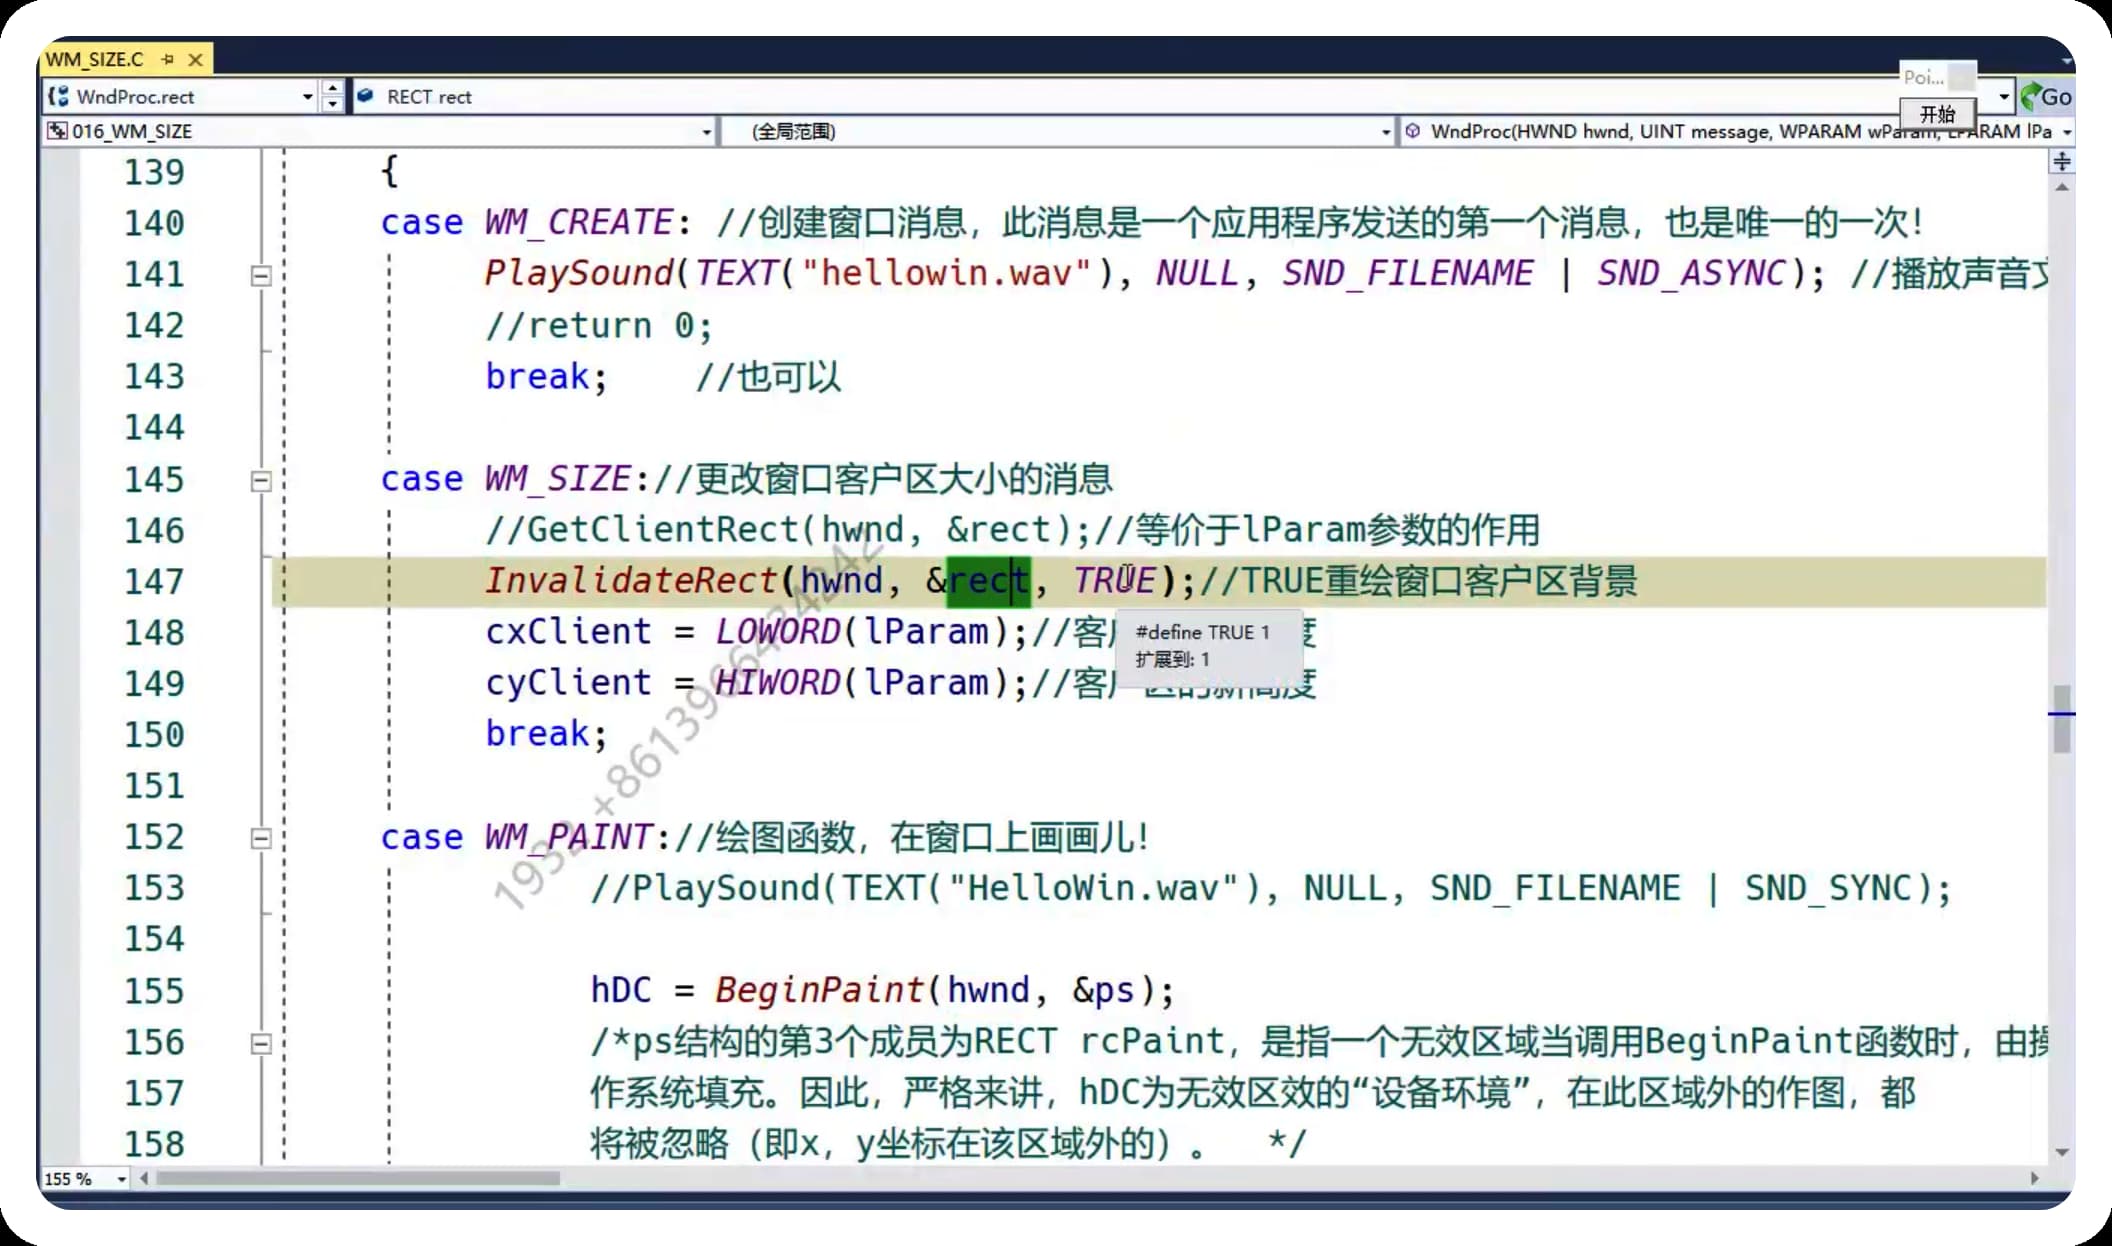 WM_SIZE.C
Poi...
WndProc.rect
RECT rect
Go
开始
016_WM_SIZE
(全局范围)
WndProc(HWND hwnd, UINT message, WPARAM wParam, LPARAM lPa
139 {
140 case WM_CREATE: //创建窗口消息，此消息是一个应用程序发送的第一个消息，也是唯一的一次！
141 PlaySound(TEXT("hellowin.wav"), NULL, SND_FILENAME | SND_ASYNC); //播放声音文
142 //return 0;
143 break; //也可以
144
145 case WM_SIZE://更改窗口客户区大小的消息
146 //GetClientRect(hwnd, &rect);//等价于lParam参数的作用
147 InvalidateRect(hwnd, &rect, TRUE);//TRUE重绘窗口客户区背景
148 cxClient = LOWORD(lParam);//客户 度
#define TRUE 1
扩展到: 1
149 cyClient = HIWORD(lParam);//客户区的新高度
150 break;
151
152 case WM_PAINT://绘图函数，在窗口上画画儿！
153 //PlaySound(TEXT("HelloWin.wav"), NULL, SND_FILENAME | SND_SYNC);
154
155 hDC = BeginPaint(hwnd, &ps);
156 /*ps结构的第3个成员为RECT rcPaint，是指一个无效区域当调用BeginPaint函数时，由操
157 作系统填充。因此，严格来讲，hDC为无效区效的“设备环境”，在此区域外的作图，都
158 将被忽略（即x，y坐标在该区域外的）。 */
155 %